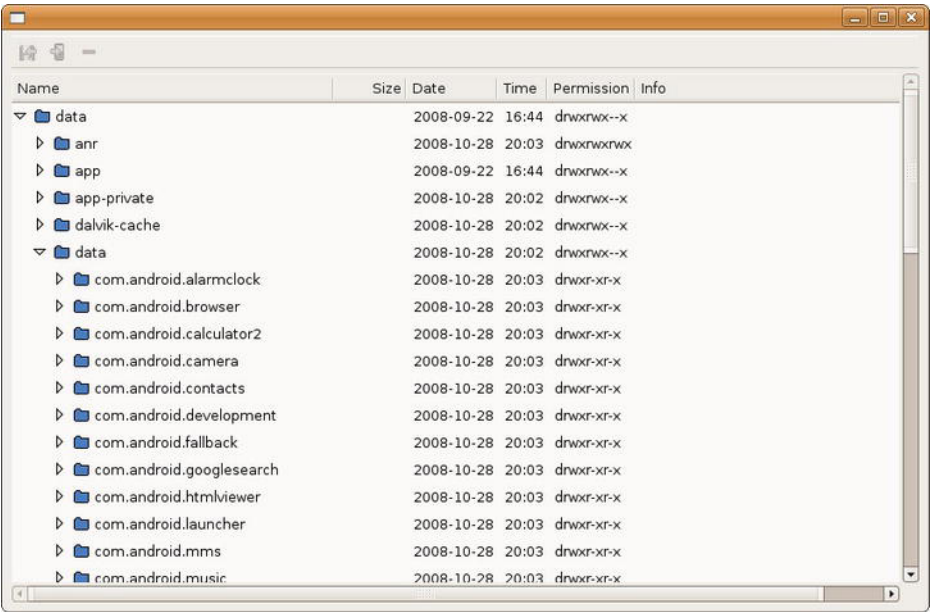 Name Size Date Time Permission Info
data 2008-09-22 16:44 drwxrwx--x
anr 2008-10-28 20:03 drwxrwxrwx
app 2008-09-22 16:44 drwxrwx--x
app-private 2008-10-28 20:02 drwxrwx--x
dalvik-cache 2008-10-28 20:02 drwxrwx--x
data 2008-10-28 20:02 drwxrwx--x
com.android.alarmclock 2008-10-28 20:03 drwxr-xr-x
com.android.browser 2008-10-28 20:03 drwxr-xr-x
com.android.calculator2 2008-10-28 20:03 drwxr-xr-x
com.android.camera 2008-10-28 20:03 drwxr-xr-x
com.android.contacts 2008-10-28 20:03 drwxr-xr-x
com.android.development 2008-10-28 20:03 drwxr-xr-x
com.android.fallback 2008-10-28 20:03 drwxr-xr-x
com.android.googlesearch 2008-10-28 20:03 drwxr-xr-x
com.android.htmlviewer 2008-10-28 20:03 drwxr-xr-x
com.android.launcher 2008-10-28 20:03 drwxr-xr-x
com.android.mms 2008-10-28 20:03 drwxr-xr-x
com.android.music 2008-10-28 20:03 drwxr-xr-x